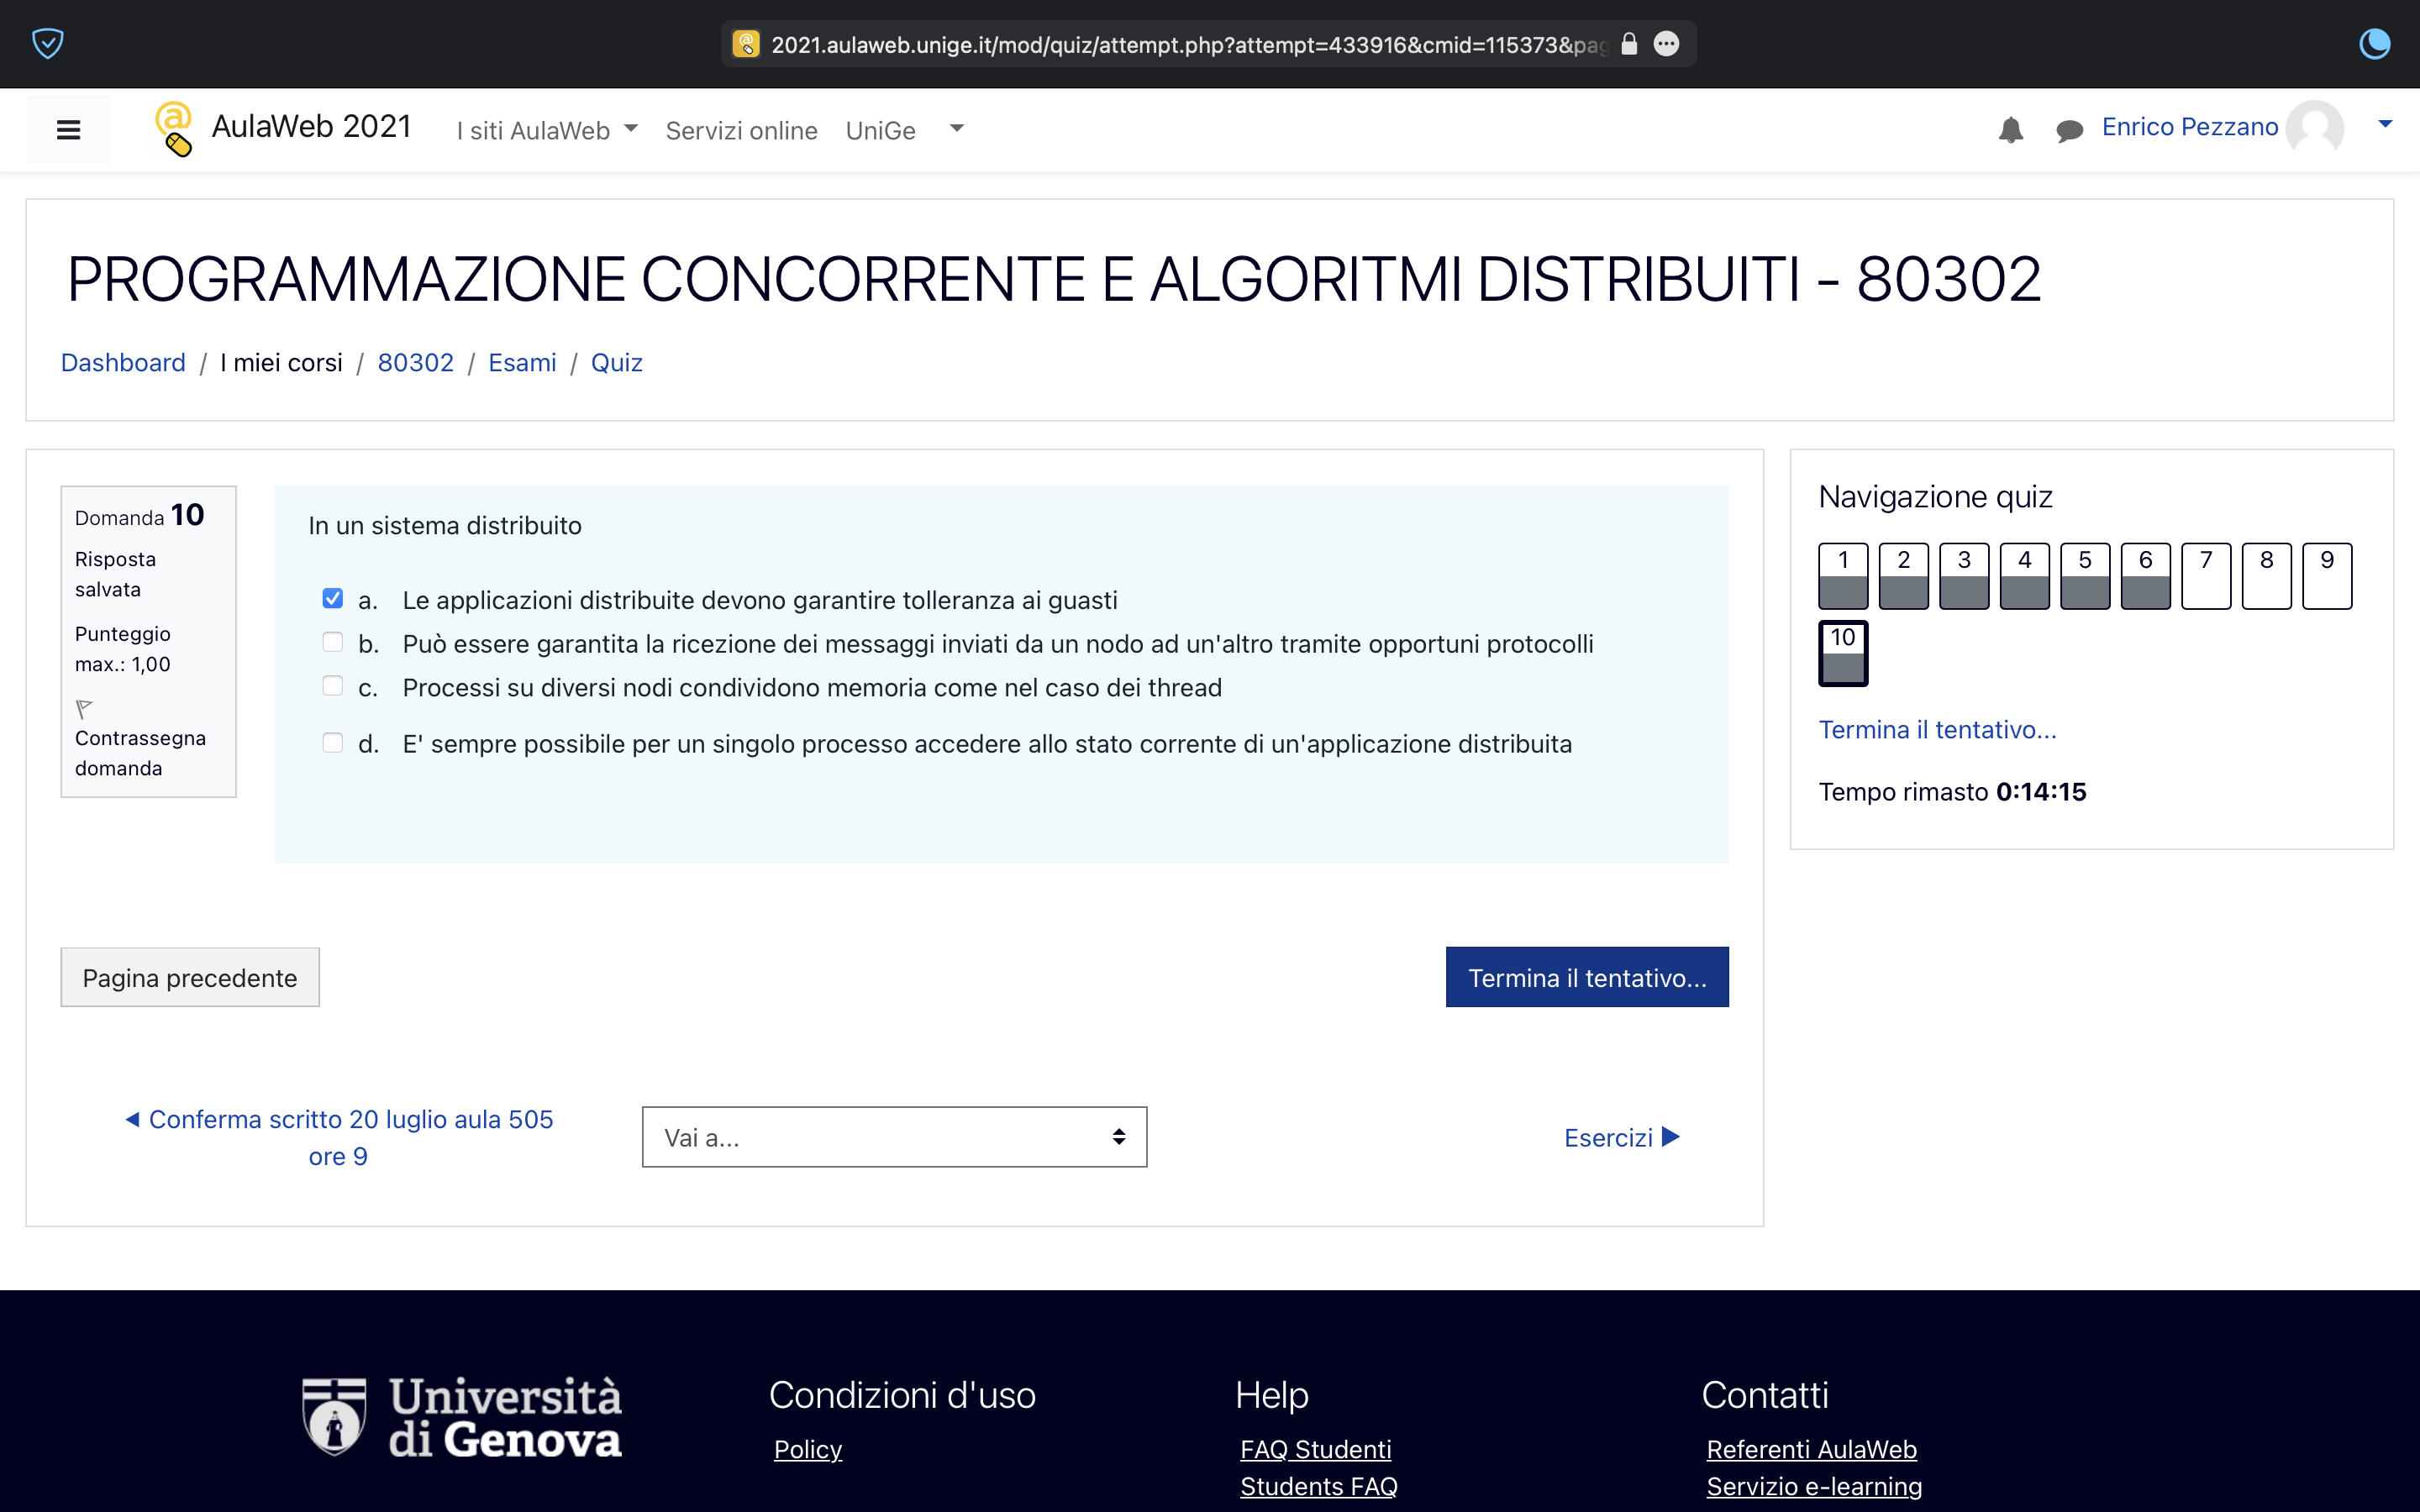 2021.aulaweb.unige.it/mod/quiz/attempt.php?attempt=433916&cmid=115373&pag
AulaWeb 2021
I siti AulaWeb
Servizi online
UniGe
Enrico Pezzano
PROGRAMMAZIONE CONCORRENTE E ALGORITMI DISTRIBUITI - 80302
Dashboard / I miei corsi / 80302 / Esami / Quiz
Domanda 10
Risposta
salvata
Punteggio
max.: 1,00
Contrassegna
domanda
In un sistema distribuito
a. Le applicazioni distribuite devono garantire tolleranza ai guasti
b. Può essere garantita la ricezione dei messaggi inviati da un nodo ad un'altro tramite opportuni protocolli
c. Processi su diversi nodi condividono memoria come nel caso dei thread
d. E' sempre possibile per un singolo processo accedere allo stato corrente di un'applicazione distribuita
Pagina precedente
Termina il tentativo...
◄ Conferma scritto 20 luglio aula 505
ore 9
Vai a...
Esercizi ►
Navigazione quiz
1 2 3 4 5 6 7 8 9
10
Termina il tentativo...
Tempo rimasto 0:14:15
Università
di Genova
Condizioni d'uso
Policy
Help
FAQ Studenti
Students FAQ
Contatti
Referenti AulaWeb
Servizio e-learning